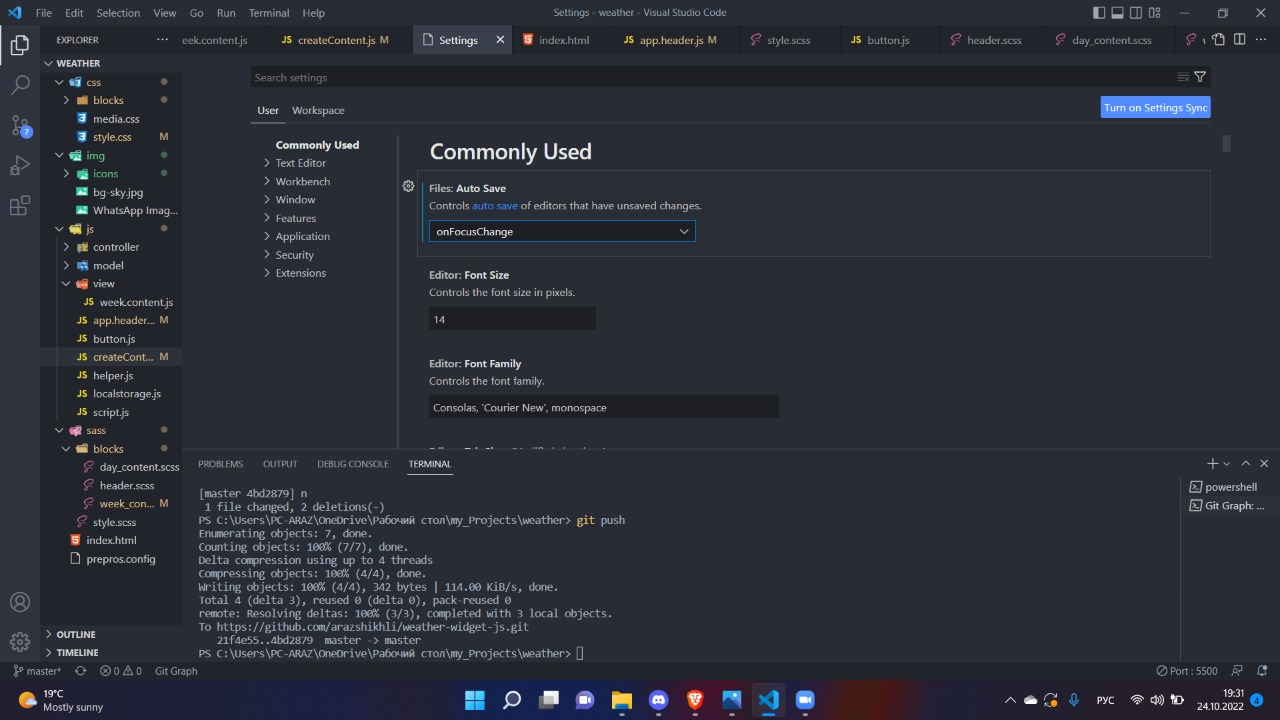 File Edit Selection View Go Run Terminal Help
Settings - weather - Visual Studio Code
EXPLORER
eek.content.js
JS createContent.js M
Settings
index.html
JS app.header.js M
style.scss
JS button.js
header.scss
day_content.scss
WEATHER
css
blocks
media.css
style.css M
img
icons
bg-sky.jpg
WhatsApp Imag...
js
controller
model
view
JS week.content.js
JS app.header... M
JS button.js
JS createCont... M
JS helper.js
JS localstorage.js
JS script.js
sass
blocks
day_content.scss
header.scss
week_con... M
style.scss
index.html
prepros.config
OUTLINE
TIMELINE
7
Search settings
User Workspace
Turn on Settings Sync
Commonly Used
Text Editor
Workbench
Window
Features
Application
Security
Extensions
Commonly Used
Files: Auto Save
Controls auto save of editors that have unsaved changes.
onFocusChange
Editor: Font Size
Controls the font size in pixels.
14
Editor: Font Family
Controls the font family.
Consolas, 'Courier New', monospace
PROBLEMS OUTPUT DEBUG CONSOLE TERMINAL
powershell
Git Graph: ...
[master 4bd2879] n
1 file changed, 2 deletions(-)
PS C:\Users\PC-ARAZ\OneDrive\Рабочий стол\my_Projects\weather> git push
Enumerating objects: 7, done.
Counting objects: 100% (7/7), done.
Delta compression using up to 4 threads
Compressing objects: 100% (4/4), done.
Writing objects: 100% (4/4), 342 bytes | 114.00 KiB/s, done.
Total 4 (delta 3), reused 0 (delta 0), pack-reused 0
remote: Resolving deltas: 100% (3/3), completed with 3 local objects.
To https://github.com/arazshikhli/weather-widget-js.git
21f4e55..4bd2879 master -> master
PS C:\Users\PC-ARAZ\OneDrive\Рабочий стол\my_Projects\weather>
master* 0 0 Git Graph
Port : 5500
19°C
Mostly sunny
РУС
19:31
24.10.2022
4